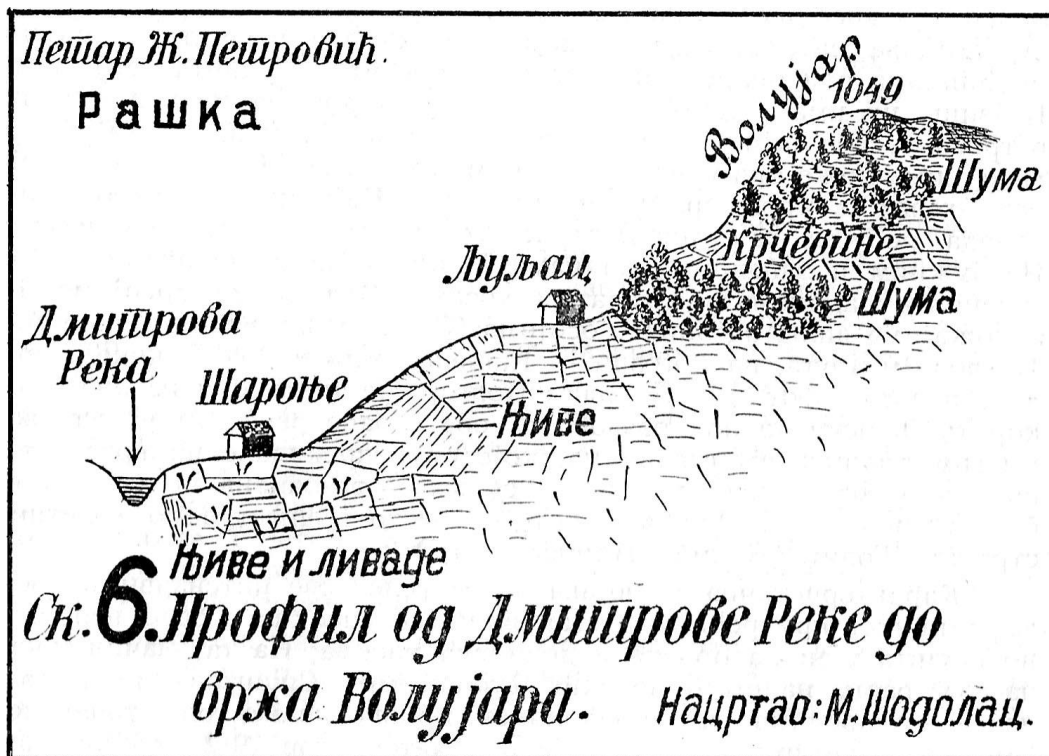 Петар Ж. Петровић.
Рашка
Волујар
1049
Шума
Крчевине
Шума
Љуљац
Дмитрова
Река
Шароње
Њиве
Њиве и ливаде
Ск. 6. Профил од Дмитрове Реке до
врха Волујара.
Нацртао: М. Шодолац.